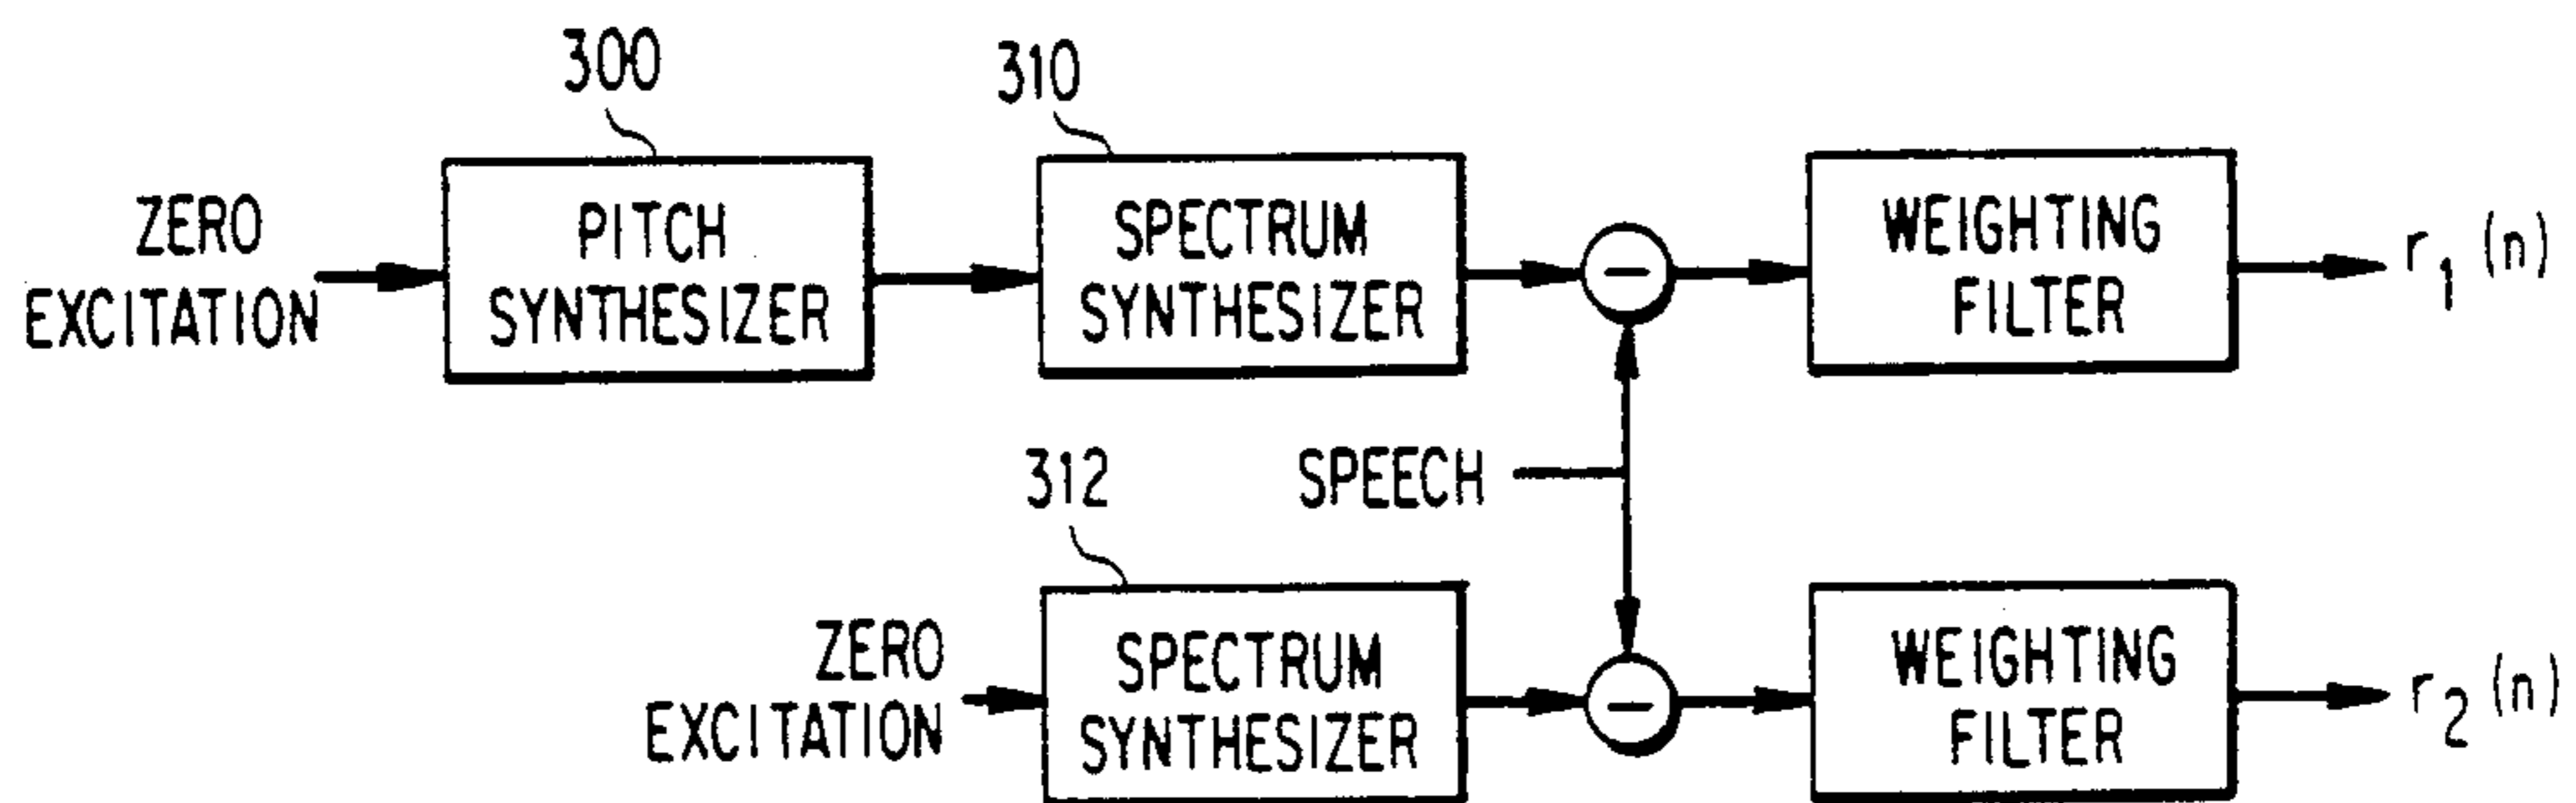 300
310
ZERO
EXCITATION
PITCH
SYNTHESIZER
SPECTRUM
SYNTHESIZER
−
WEIGHTING
FILTER
r1 (n)
312
SPEECH
ZERO
EXCITATION
SPECTRUM
SYNTHESIZER
−
WEIGHTING
FILTER
r2 (n)